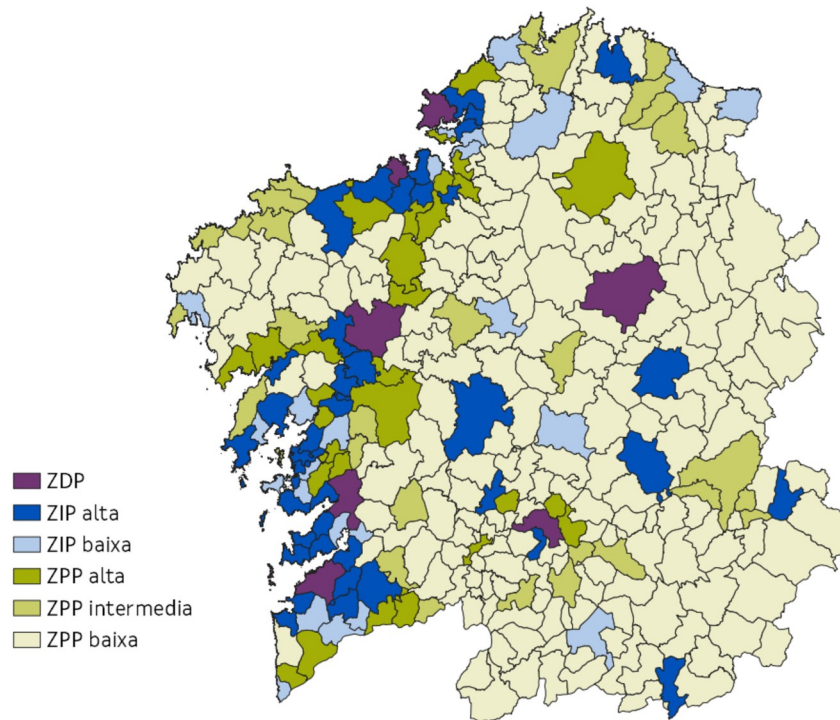 ZDP
ZIP alta
ZIP baixa
ZPP alta
ZPP intermedia
ZPP baixa